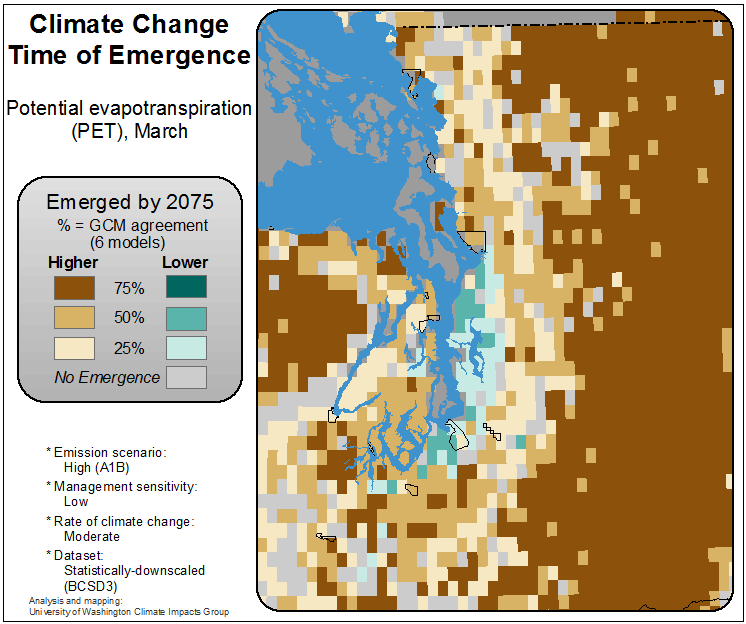 Climate Change
Time of Emergence
Potential evapotranspiration
(PET), March
Emerged by 2075
% = GCM agreement
(6 models)
Higher Lower
75%
50%
25%
No Emergence
* Emission scenario:
High (A1B)
* Management sensitivity:
Low
* Rate of climate change:
Moderate
* Dataset:
Statistically-downscaled
(BCSD3)
Analysis and mapping:
University of Washington Climate Impacts Group